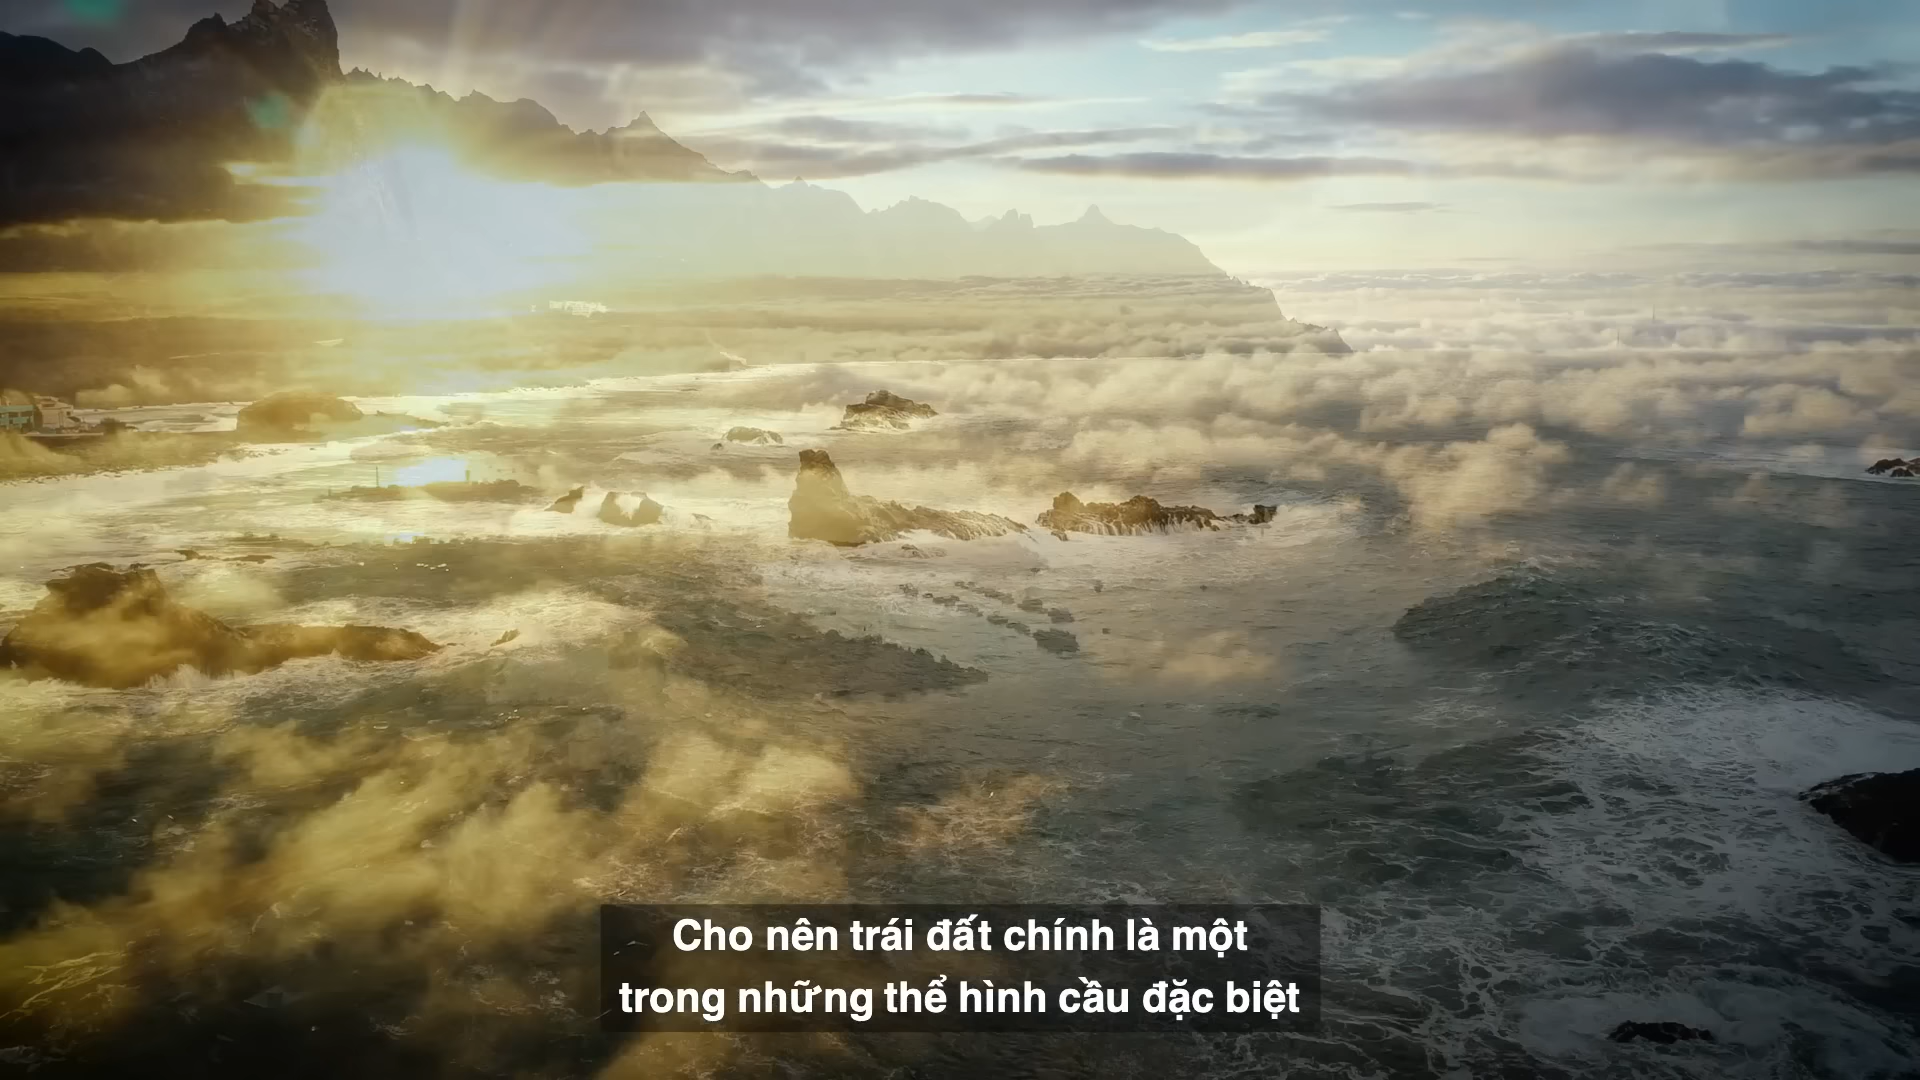 Cho nên trái đất chính là một
trong những thể hình cầu đặc biệt